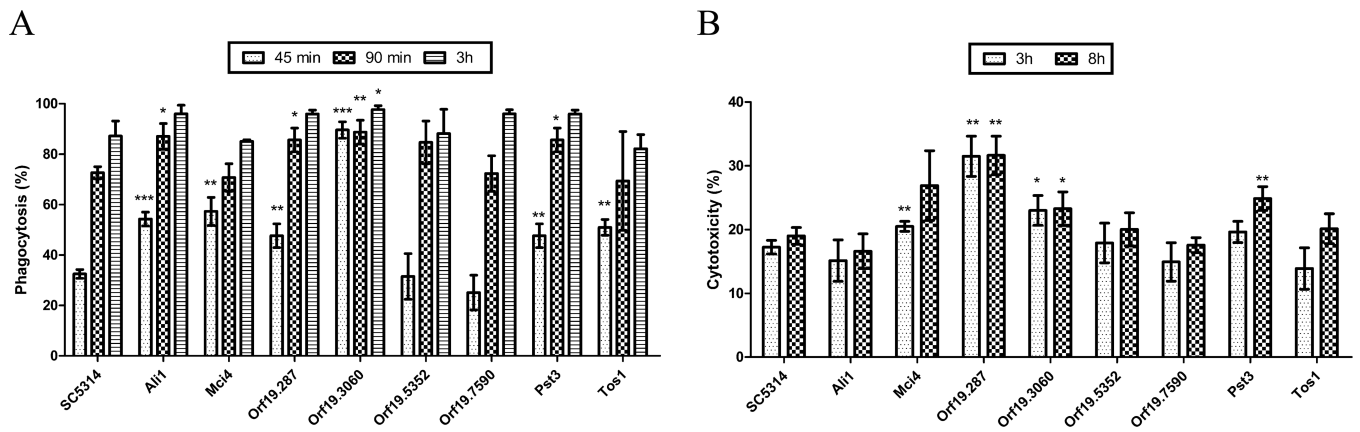 A
45 min 90 min 3h
Phagocytosis (%)
100
80
60
40
20
0
*** * ** ** * *** ** * ** * **
SC5314 Ali1 Mci4 Orf19.287 Orf19.3060 Orf19.5352 Orf19.7590 Pst3 Tos1
B
3h 8h
Cytotoxicity (%)
40
30
20
10
0
** ** ** * * **
SC5314 Ali1 Mci4 Orf19.287 Orf19.3060 Orf19.5352 Orf19.7590 Pst3 Tos1